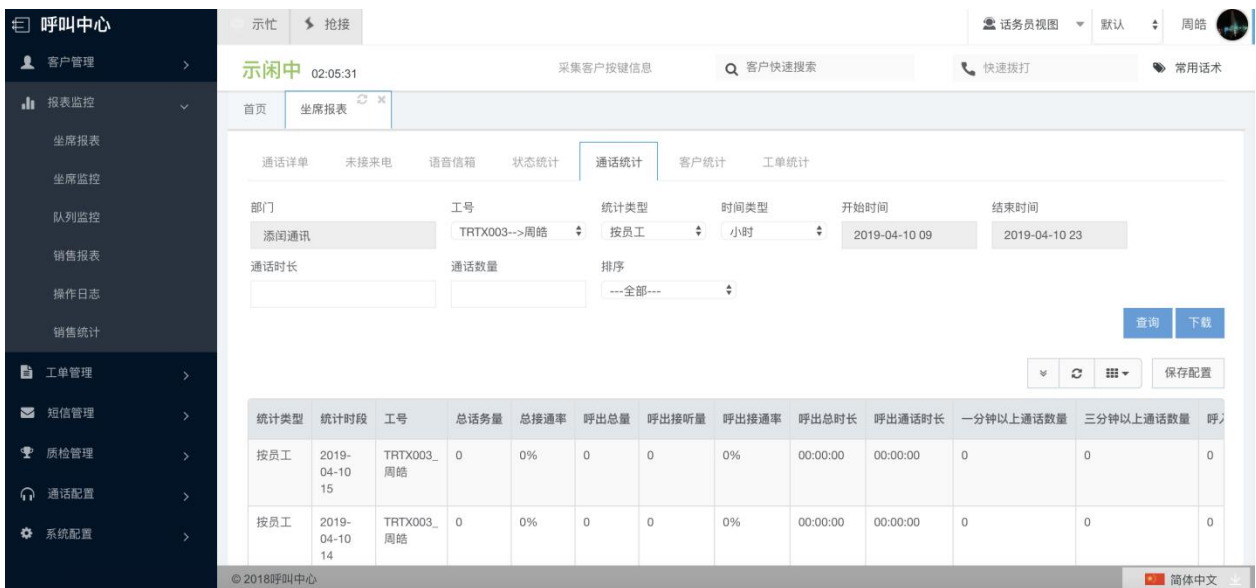 呼叫中心
示忙
抢接
话务员视图
默认
周皓
客户管理
示闲中 02:05:31
采集客户按键信息
客户快速搜索
快速拨打
常用话术
报表监控
首页
坐席报表
坐席报表
坐席监控
队列监控
销售报表
操作日志
销售统计
工单管理
短信管理
质检管理
通话配置
系统配置
通话详单 未接来电 语音信箱 状态统计 通话统计 客户统计 工单统计
部门 工号 统计类型 时间类型 开始时间 结束时间
添闰通讯 TRTX003-->周皓 按员工 小时 2019-04-10 09 2019-04-10 23
通话时长 通话数量 排序
---全部---
查询 下载
保存配置
统计类型 统计时段 工号 总话务量 总接通率 呼出总量 呼出接听量 呼出接通率 呼出总时长 呼出通话时长 一分钟以上通话数量 三分钟以上通话数量
按员工 2019-04-10 15 TRTX003_周皓 0 0% 0 0 0% 00:00:00 00:00:00 0 0 0
按员工 2019-04-10 14 TRTX003_周皓 0 0% 0 0 0% 00:00:00 00:00:00 0 0 0
© 2018呼叫中心
简体中文